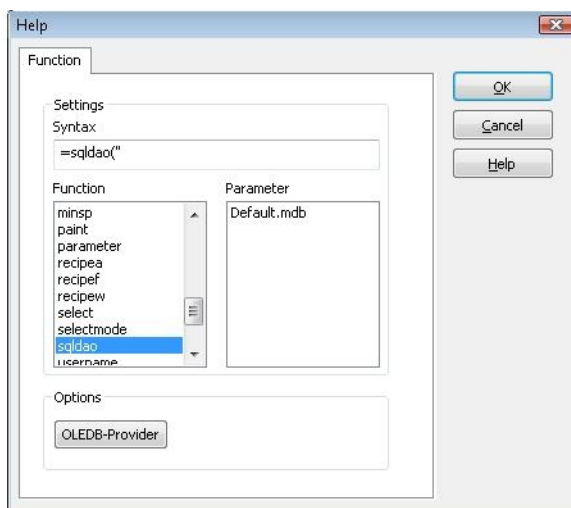 Help
Function
OK
Cancel
Help
Settings
Syntax
=sqldao("
Function
Parameter
minsp
paint
parameter
recipea
recipef
recipew
select
selectmode
sqldao
username
Default.mdb
Options
OLEDB-Provider